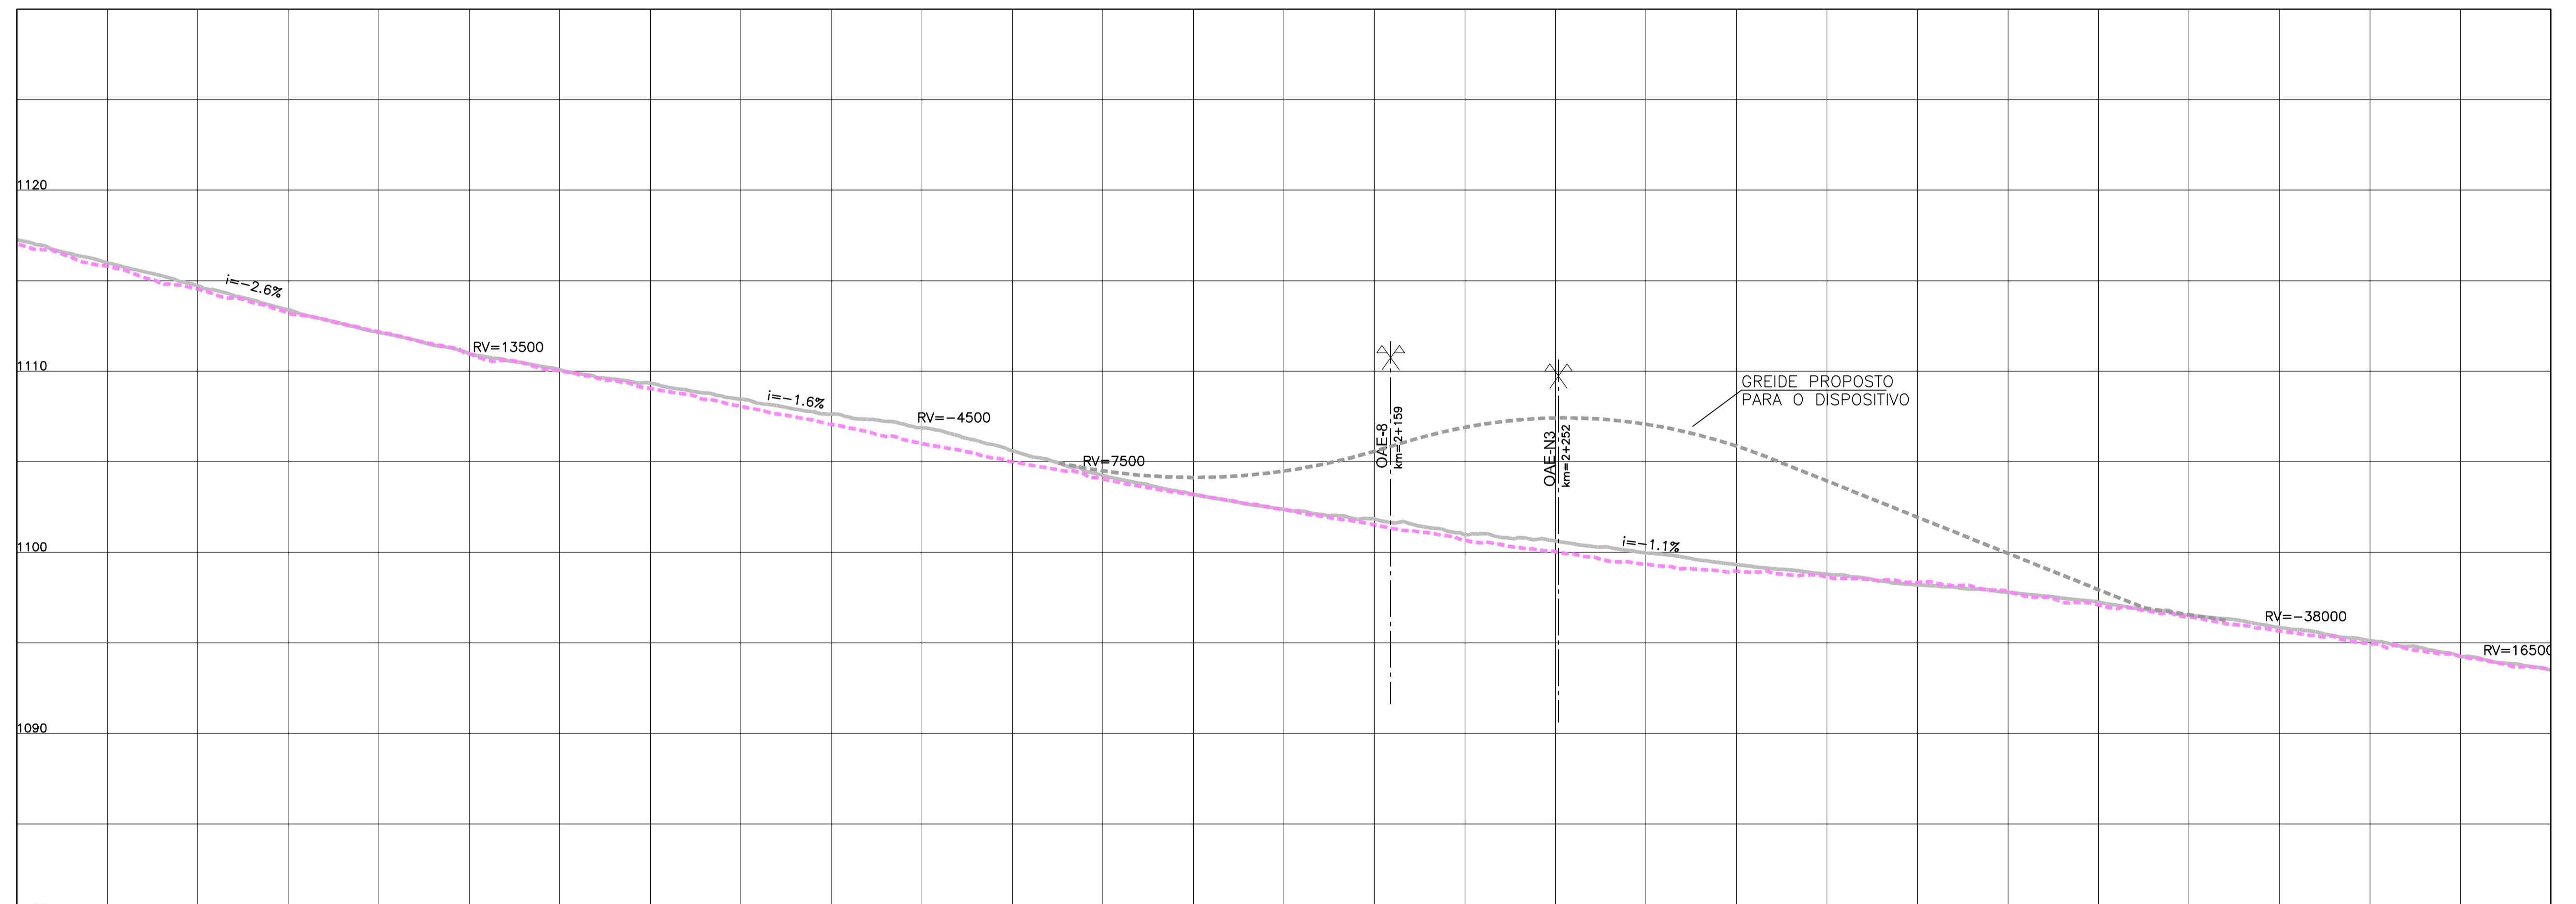 1120
i=-2.6%
RV=13500
1110
i=-1.6%
RV=-4500
RV=7500
OAE-8
km=2+159
OAE-N3
km=2+252
GREIDE PROPOSTO
PARA O DISPOSITIVO
1100
i=-1.1%
RV=-38000
RV=16500
1090